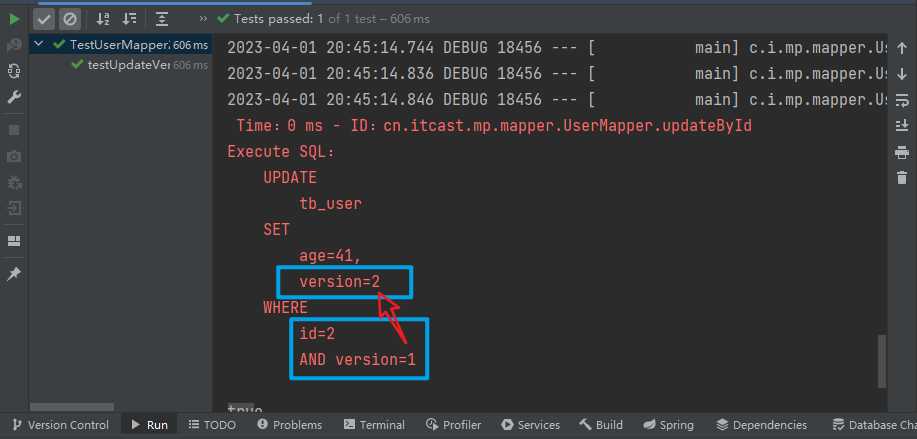 Tests passed: 1 of 1 test – 606 ms
TestUserMapper 606 ms
testUpdateVer 606 ms
2023-04-01 20:45:14.744 DEBUG 18456 --- [           main] c.i.mp.mapper.Us
2023-04-01 20:45:14.836 DEBUG 18456 --- [           main] c.i.mp.mapper.Us
2023-04-01 20:45:14.846 DEBUG 18456 --- [           main] c.i.mp.mapper.Us
Time：0 ms - ID：cn.itcast.mp.mapper.UserMapper.updateById
Execute SQL：
UPDATE
tb_user
SET
age=41,
version=2
WHERE
id=2
AND version=1
true
Version Control
Run
TODO
Problems
Terminal
Profiler
Services
Build
Spring
Dependencies
Database Cha